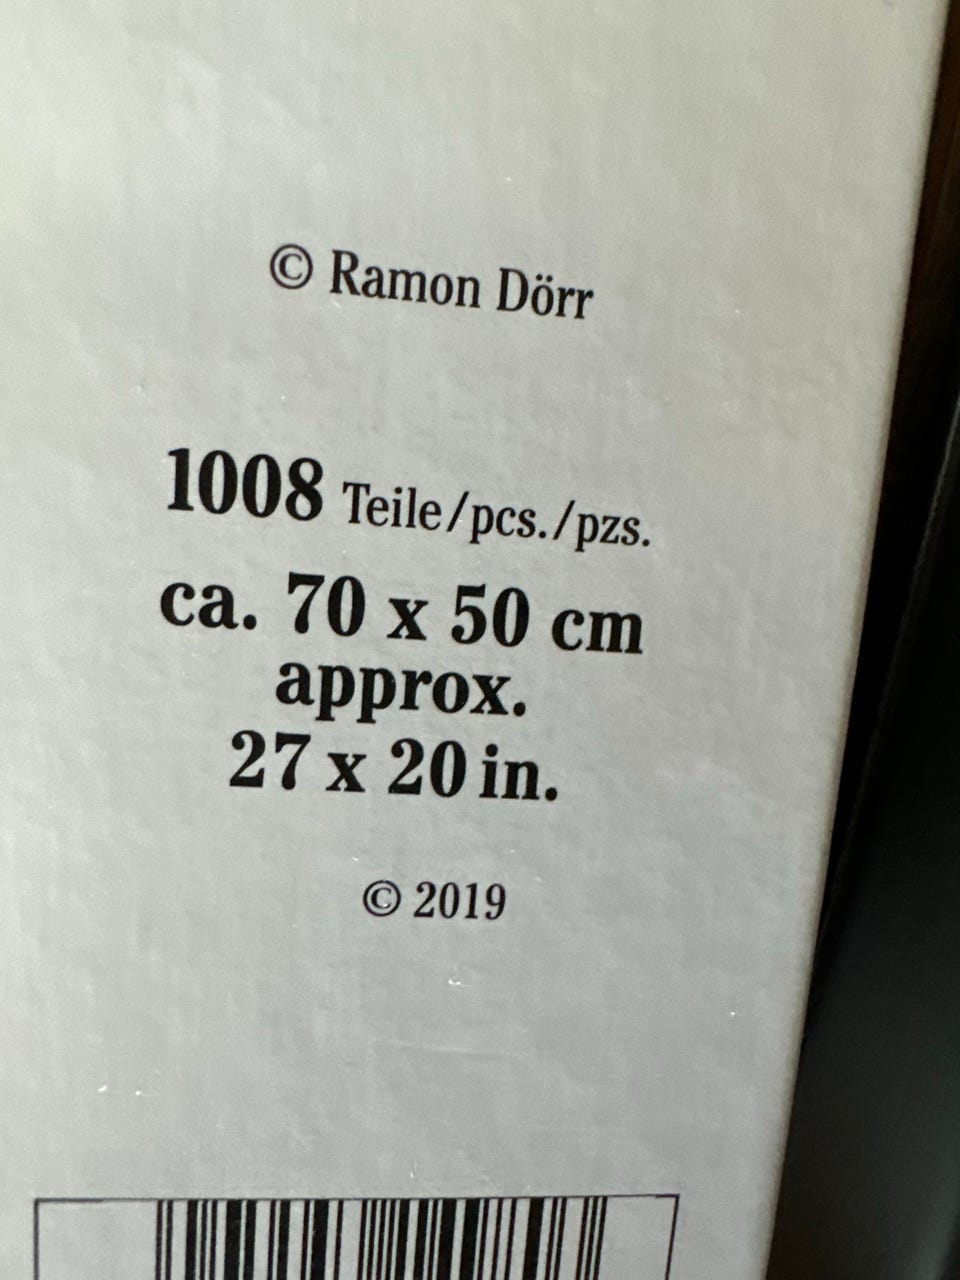 © Ramon Dörr
1008 Teile/pcs./pzs.
ca. 70 x 50 cm
approx.
27 x 20 in.
© 2019